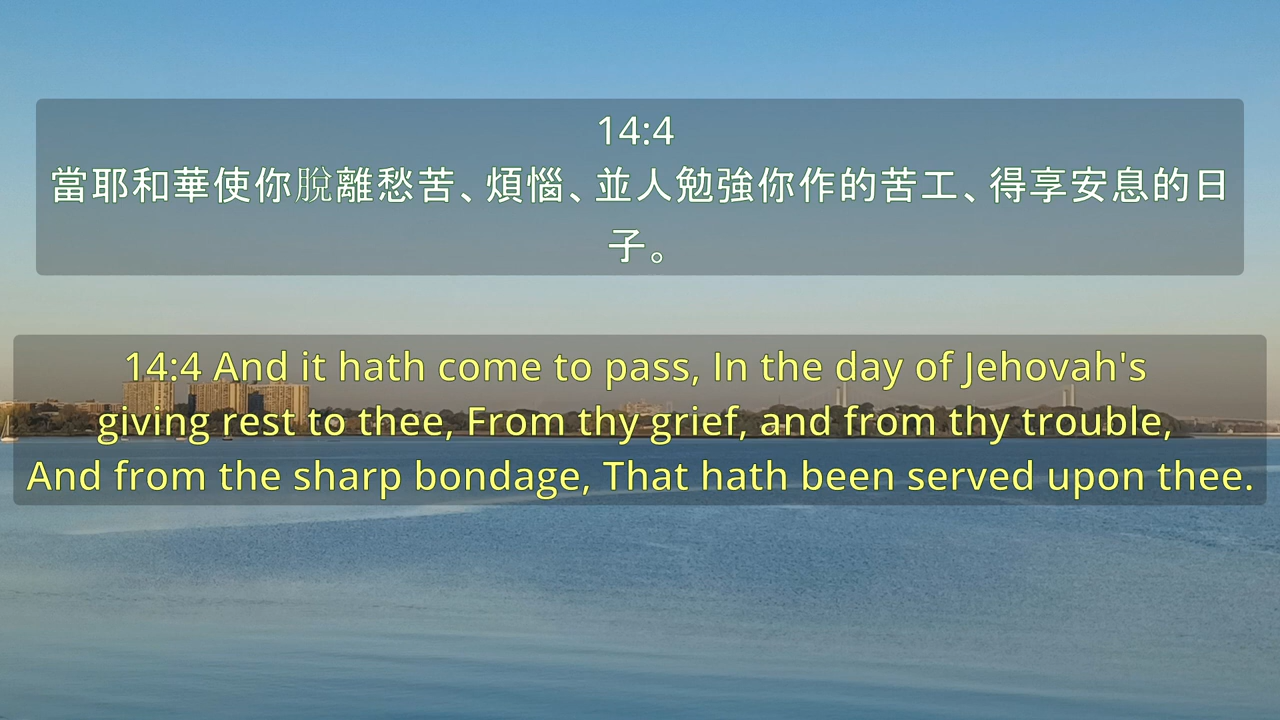 14:4
當耶和華使你脫離愁苦、煩惱、並人勉強你作的苦工、得享安息的日
子。
14:4 And it hath come to pass, In the day of Jehovah's
giving rest to thee, From thy grief, and from thy trouble,
And from the sharp bondage, That hath been served upon thee.